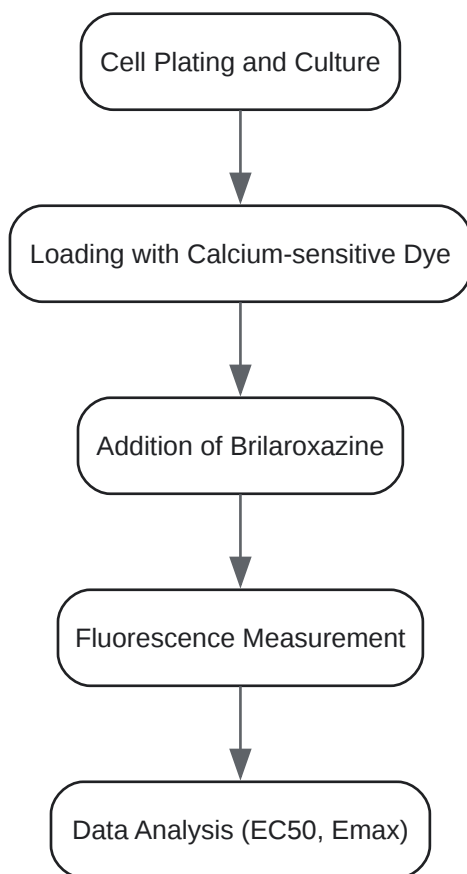 Cell Plating and Culture
Loading with Calcium-sensitive Dye
Addition of Brilaroxazine
Fluorescence Measurement
Data Analysis (EC50, Emax)